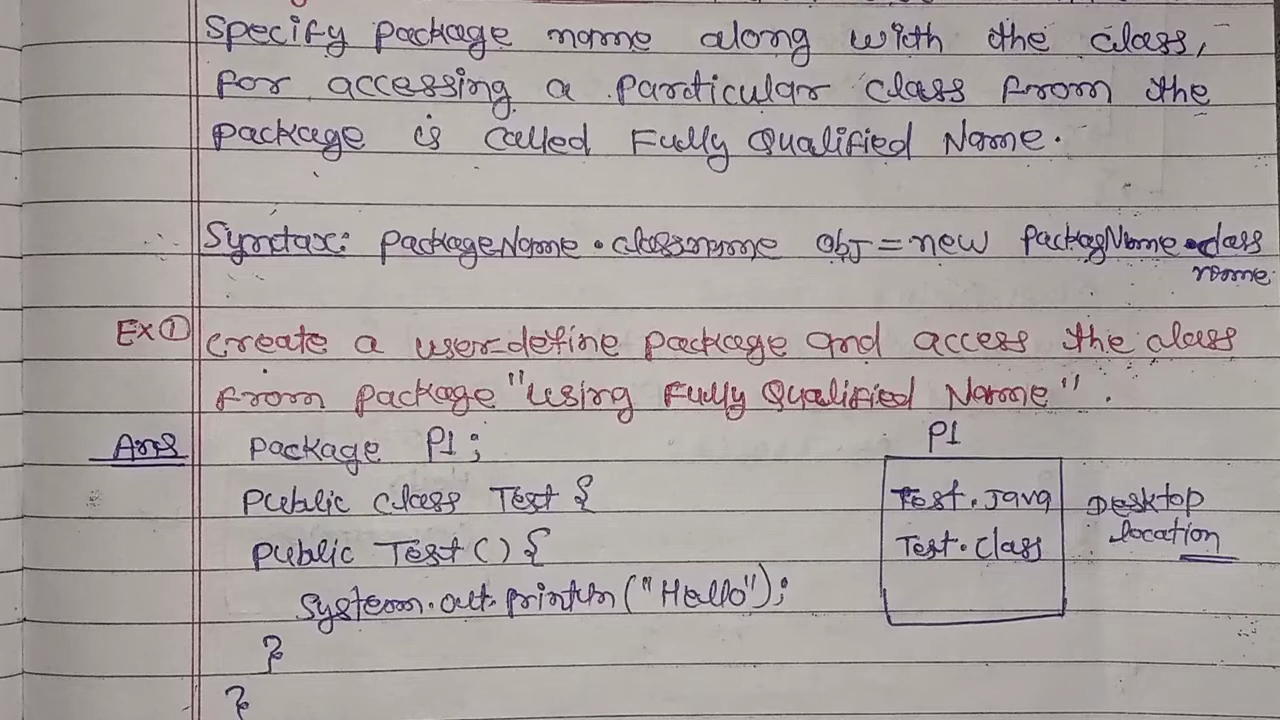 Specify package name along with the class,
for accessing a particular class from the
package is called Fully Qualified Name.
Syntax: packageName.classname obj = new packagName.class
name
Ex① create a user-define package and access the class
from package "using Fully Qualified Name".
Ans package P1;
public class Test {
public Test() {
System.out.println("Hello");
}
}
P1
Test.java
Test.class
Desktop
location